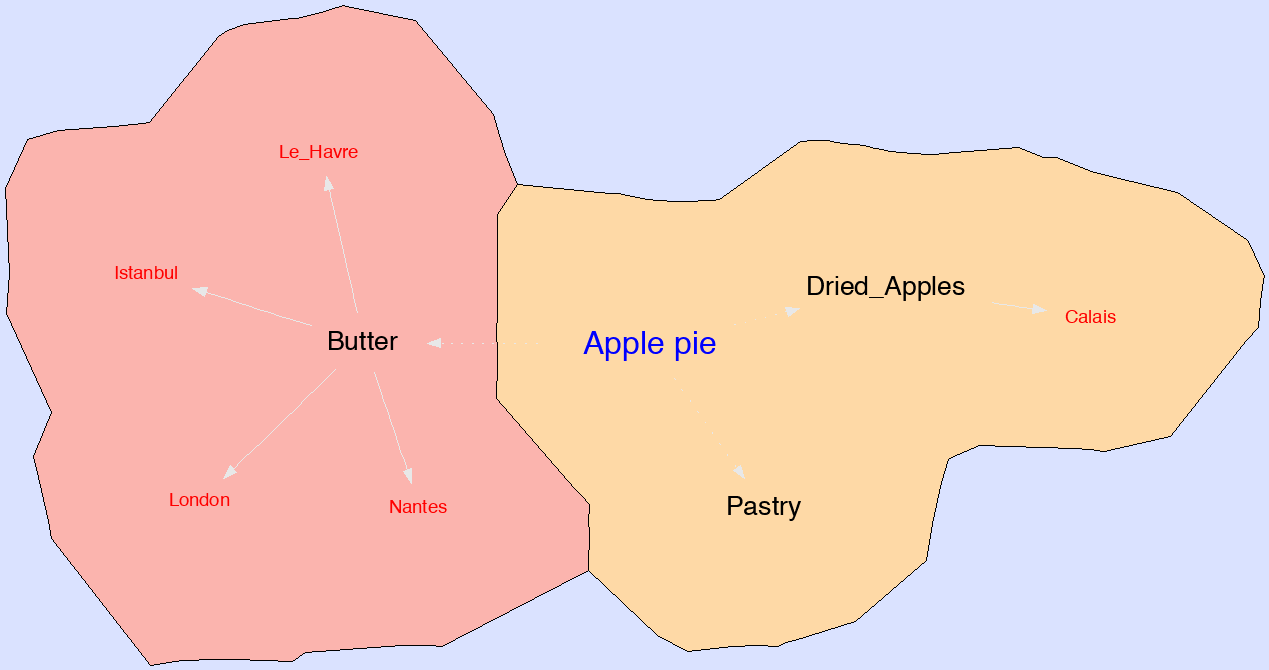 Le_Havre
Istanbul
Dried_Apples
Calais
Butter
Apple pie
London
Nantes
Pastry